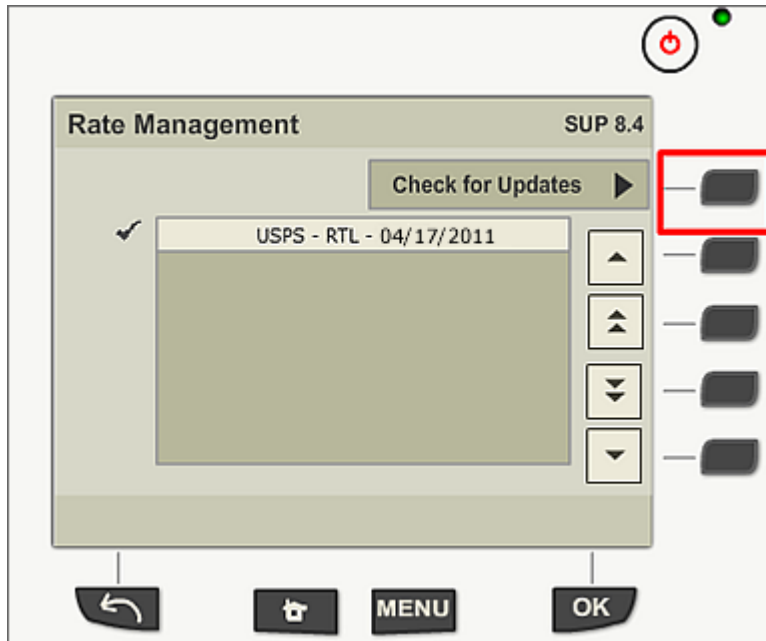 Rate Management
SUP 8.4
Check for Updates
USPS - RTL - 04/17/2011
MENU
OK